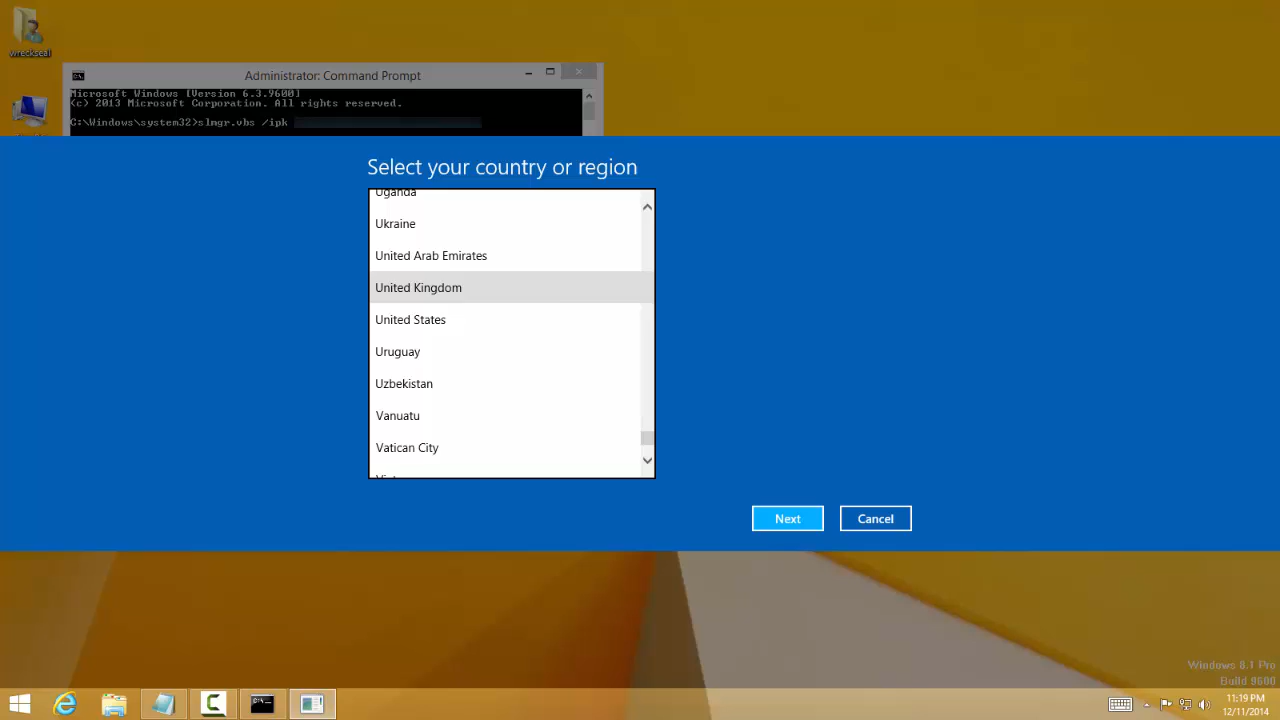 wreckseal
Administrator: Command Prompt
Microsoft Windows [Version 6.3.9600]
(c) 2013 Microsoft Corporation. All rights reserved.
C:\Windows\system32>slmgr.vbs /ipk
Select your country or region
Uganda
Ukraine
United Arab Emirates
United Kingdom
United States
Uruguay
Uzbekistan
Vanuatu
Vatican City
Next
Cancel
Windows 8.1 Pro
Build 9600
11:19 PM
12/11/2014